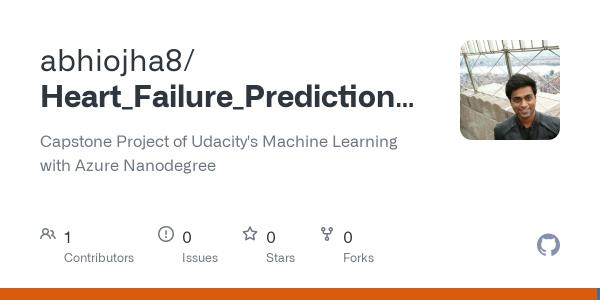 abhiojha8/
Heart_Failure_Prediction...
Capstone Project of Udacity's Machine Learning
with Azure Nanodegree
1 0 0 0
Contributors Issues Stars Forks